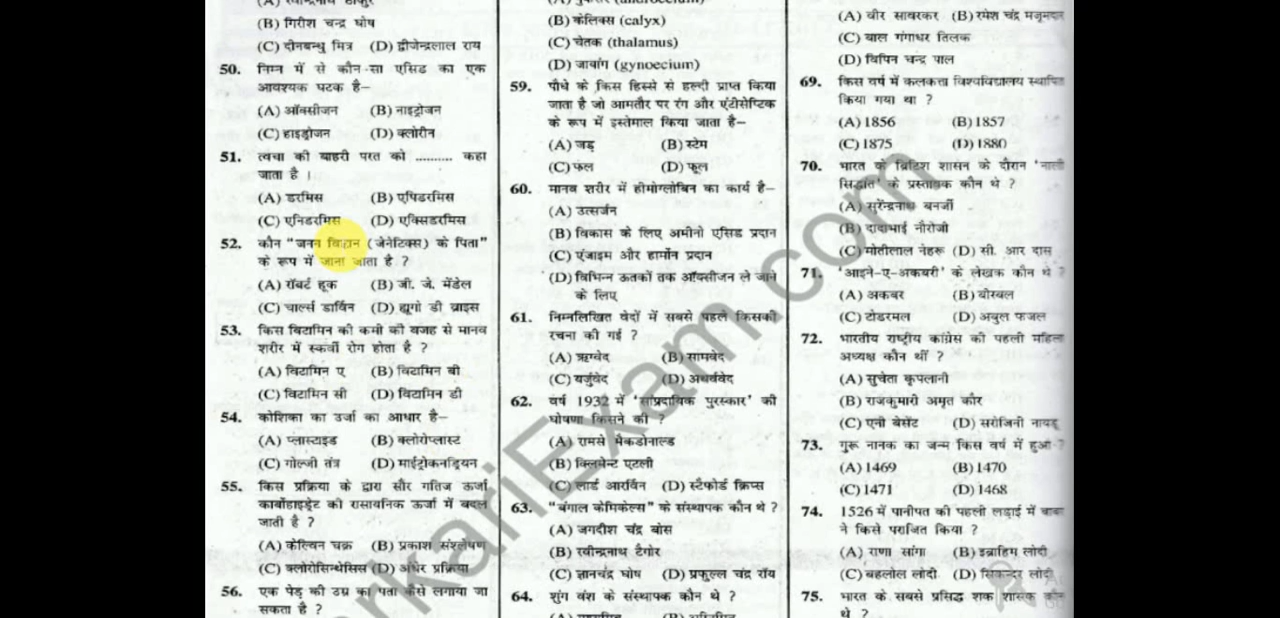 (B) गिरीश चन्द्र घोष
(C) दीनबन्धु मित्र (D) द्वीजेन्द्रलाल राय
50. निम्न में से कौन-सा एसिड का एक
आवश्यक घटक है–
(A) ऑक्सीजन (B) नाइट्रोजन
(C) हाइड्रोजन (D) क्लोरीन
51. त्वचा की बाहरी परत को .......... कहा
जाता है ।
(A) डरमिस (B) एपिडरमिस
(C) एनिडरमिस (D) एक्सिडरमिस
52. कौन "जनन विज्ञान (जेनेटिक्स) के पिता"
के रूप में जाना जाता है ?
(A) रॉबर्ट हूक (B) जी. जे. मेंडेल
(C) चार्ल्स डार्विन (D) ह्यूगो डी ब्राइस
53. किस विटामिन की कमी की वजह से मानव
शरीर में स्कर्वी रोग होता है ?
(A) विटामिन ए (B) विटामिन बी
(C) विटामिन सी (D) विटामिन डी
54. कोशिका का उर्जा का आधार है–
(A) प्लास्टाइड (B) क्लोरोप्लास्ट
(C) गोल्जी तंत्र (D) माईट्रोकनड्रियन
55. किस प्रक्रिया के द्वारा सौर गतिज ऊर्जा
कार्बोहाइड्रेट की रासायनिक ऊर्जा में बदल
जाती है ?
(A) केल्विन चक्र (B) प्रकाश संश्लेषण
(C) क्लोरोसिन्थेसिस (D) अंधेर प्रक्रिया
56. एक पेड़ की उम्र का पता कैसे लगाया जा
सकता है ?
(B) केलिक्स (calyx)
(C) चेतक (thalamus)
(D) जायांग (gynoecium)
59. पौधे के किस हिस्से से हल्दी प्राप्त किया
जाता है जो आमतौर पर रंग और एंटीसेप्टिक
के रूप में इस्तेमाल किया जाता है–
(A) जड़ (B) स्टेम
(C) फल (D) फूल
60. मानव शरीर में हीमोग्लोबिन का कार्य है–
(A) उत्सर्जन
(B) विकास के लिए अमीनो एसिड प्रदान
(C) एंजाइम और हार्मोन प्रदान
(D) विभिन्न ऊतकों तक ऑक्सीजन ले जाने
के लिए
61. निम्नलिखित वेदों में सबसे पहले किसकी
रचना की गई ?
(A) ऋग्वेद (B) सामवेद
(C) यर्जुवेद (D) अथर्ववेद
62. वर्ष 1932 में 'सांप्रदायिक पुरस्कार' की
घोषणा किसने की ?
(A) रामसे मैकडोनाल्ड
(B) क्लिमेन्ट एटली
(C) लार्ड आरविन (D) स्टैफोर्ड क्रिप्स
63. "बंगाल केमिकेल्स" के संस्थापक कौन थे ?
(A) जगदीश चंद्र बोस
(B) रवीन्द्रनाथ टैगोर
(C) ज्ञानचंद्र घोष (D) प्रफुल्ल चंद्र रॉय
64. शुंग वंश के संस्थापक कौन थे ?
(A) वीर सावरकर (B) रमेश चंद्र मजूमदार
(C) बाल गंगाधर तिलक
(D) विपिन चन्द्र पाल
69. किस वर्ष में कलकत्ता विश्वविद्यालय
किया गया था ?
(A) 1856 (B) 1857
(C) 1875 (D) 1880
70. भारत के ब्रिटिश शासन के दौरान
सिद्धांत' के प्रस्तावक कौन थे ?
(A) सुरेन्द्रनाथ बनर्जी
(B) दादाभाई नौरोजी
(C) मोतीलाल नेहरू (D) सी. आर दास
71. 'आइने-ए-अकबरी' के लेखक कौन थे ?
(A) अकबर (B) बीरबल
(C) टोडरमल (D) अबुल फजल
72. भारतीय राष्ट्रीय कांग्रेस की पहली महिला
अध्यक्ष कौन थीं ?
(A) सुचेता कृपलानी
(B) राजकुमारी अमृत कौर
(C) एनी बेसेंट (D) सरोजिनी नायडू
73. गुरू नानक का जन्म किस वर्ष में हुआ ?
(A) 1469 (B) 1470
(C) 1471 (D) 1468
74. 1526 में पानीपत की पहली लड़ाई में बाबर
ने किसे पराजित किया ?
(A) राणा सांगा (B) इब्राहिम लोदी
(C) बहलोल लोदी (D) सिकन्दर लोदी
75. भारत के सबसे प्रसिद्ध शक शासक कौन
थे ?
rkariExam.com